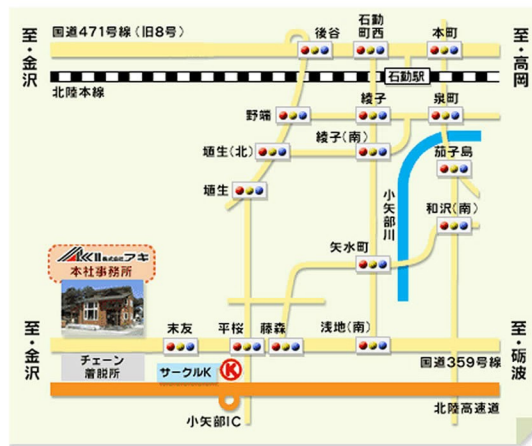 国道471号線(旧8号)
至・金沢
至・高岡
後谷
石動
町西
本町
石動駅
北陸本線
野端
綾子
泉町
埴生(北)
綾子(南)
茄子島
埴生
小矢部川
和沢(南)
矢水町
AKII株式会社アキ
本社事務所
至・金沢
至・砺波
末友
平桜
藤森
浅地(南)
国道359号線
チェーン
着脱所
サークルK
K
北陸高速道
小矢部IC